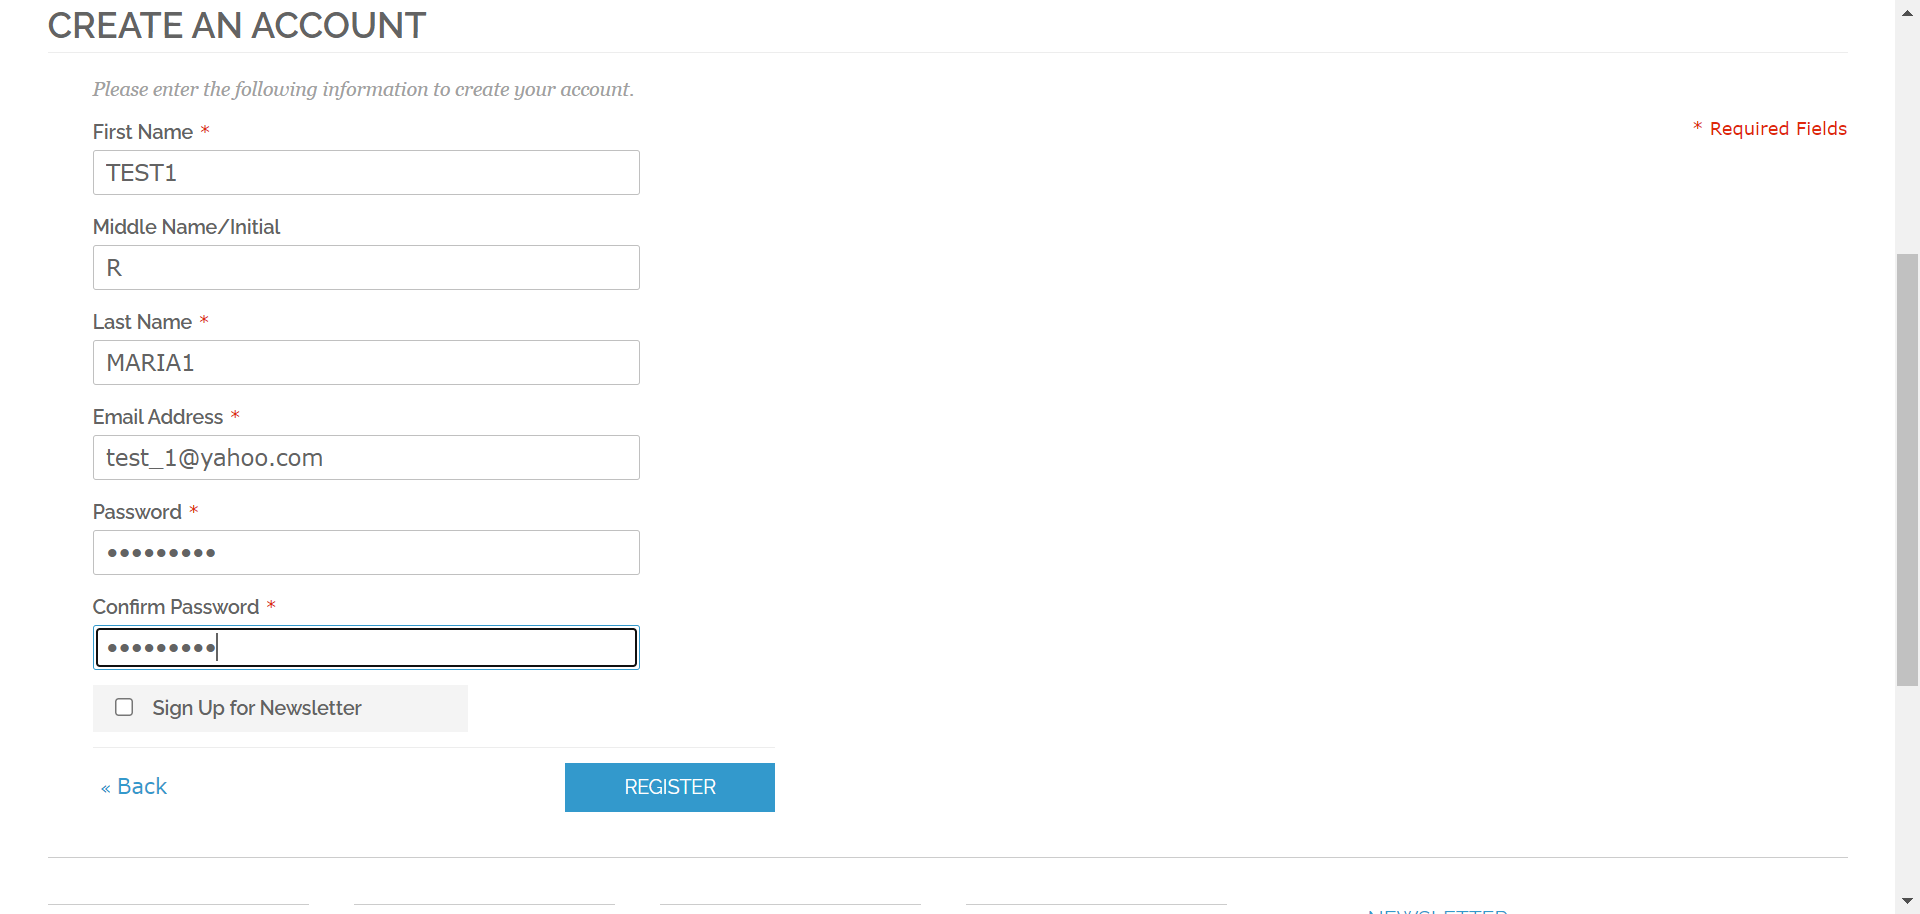 CREATE AN ACCOUNT
Please enter the following information to create your account.
* Required Fields
First Name *
TEST1
Middle Name/Initial
R
Last Name *
MARIA1
Email Address *
test_1@yahoo.com
Password *
•••••••••
Confirm Password *
•••••••••
Sign Up for Newsletter
« Back
REGISTER
NEWSLETTER